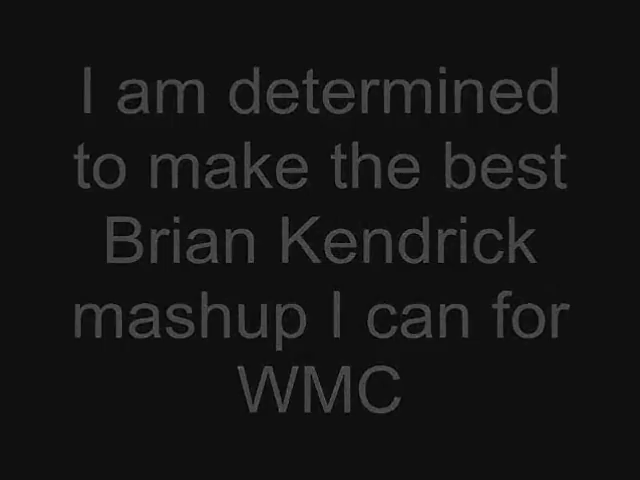 I am determined
to make the best
Brian Kendrick
mashup I can for
WMC